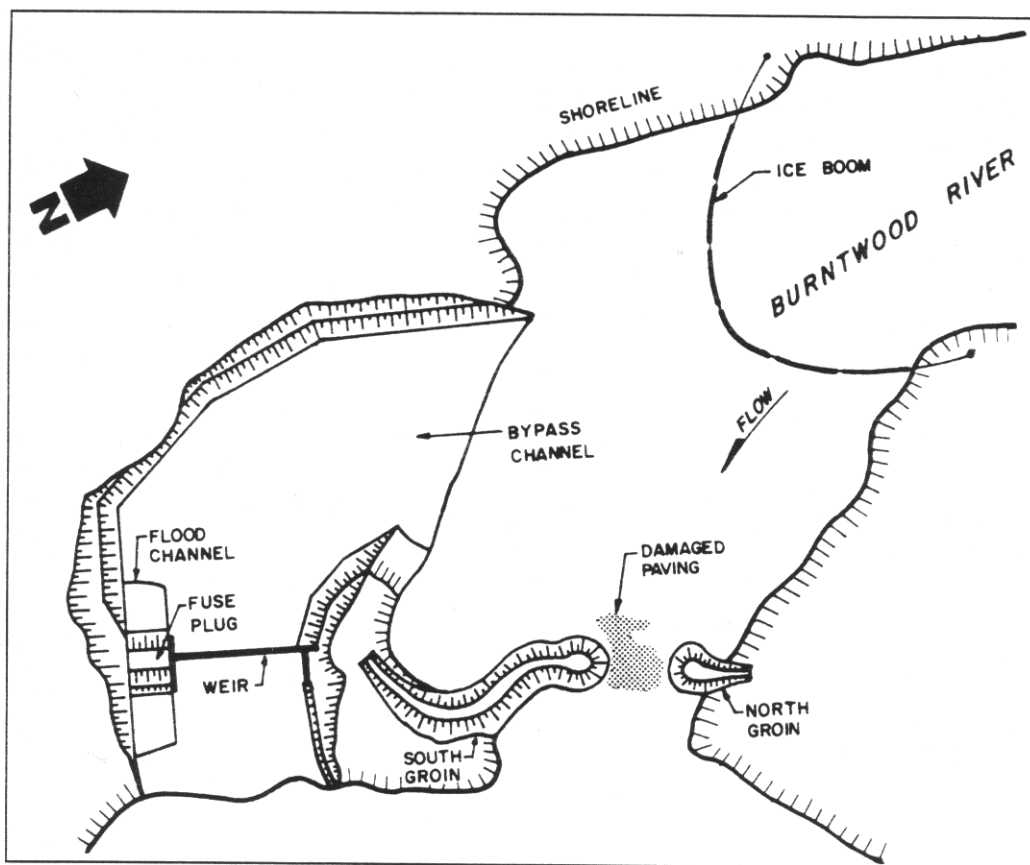 SHORELINE
ICE BOOM
BURNTWOOD RIVER
N
FLOW
BYPASS
CHANNEL
FLOOD
CHANNEL
DAMAGED
PAVING
FUSE
PLUG
WEIR
NORTH
GROIN
SOUTH
GROIN